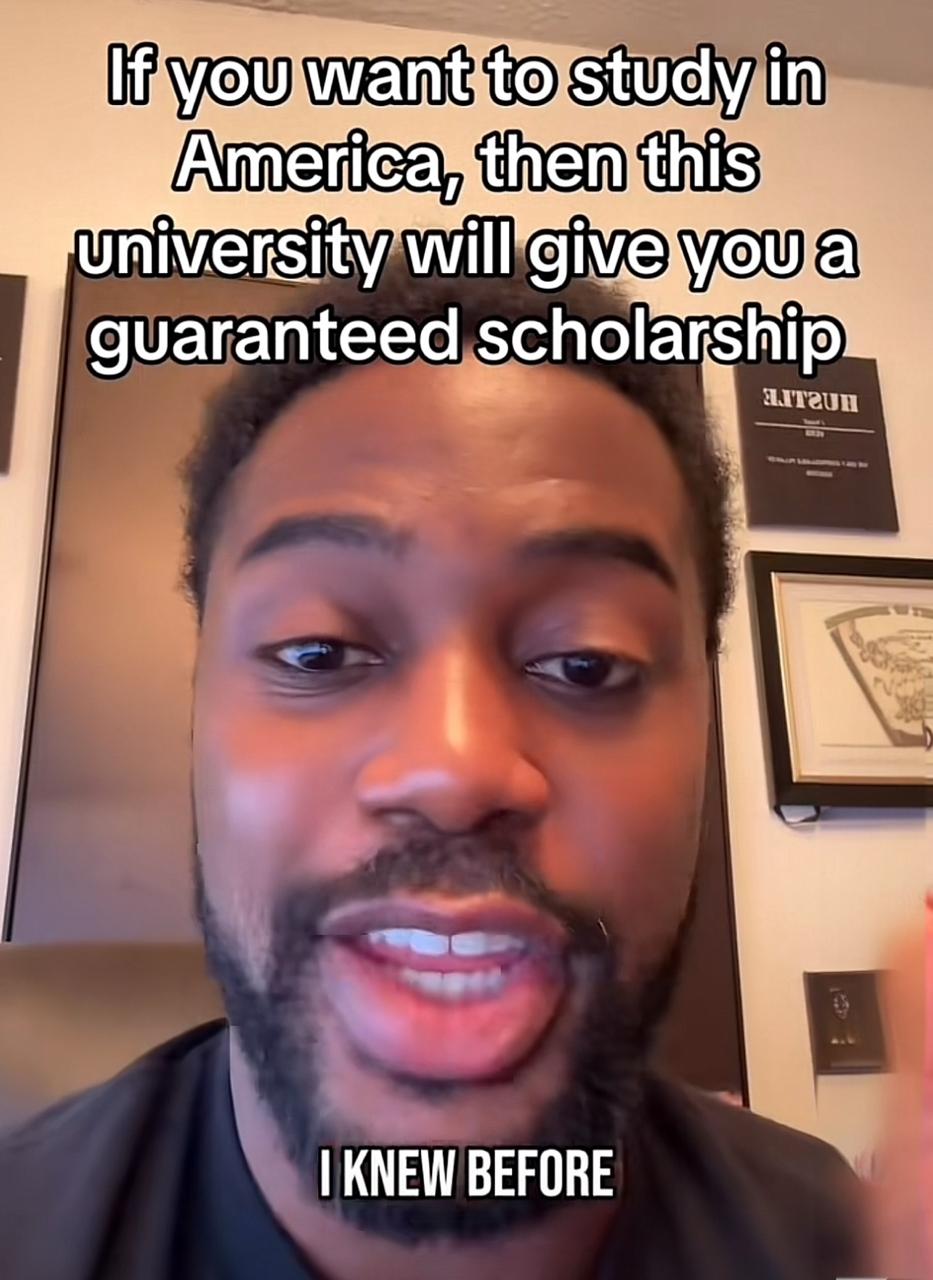 If you want to study in
America, then this
university will give you a
guaranteed scholarship
HUSTLE
I KNEW BEFORE